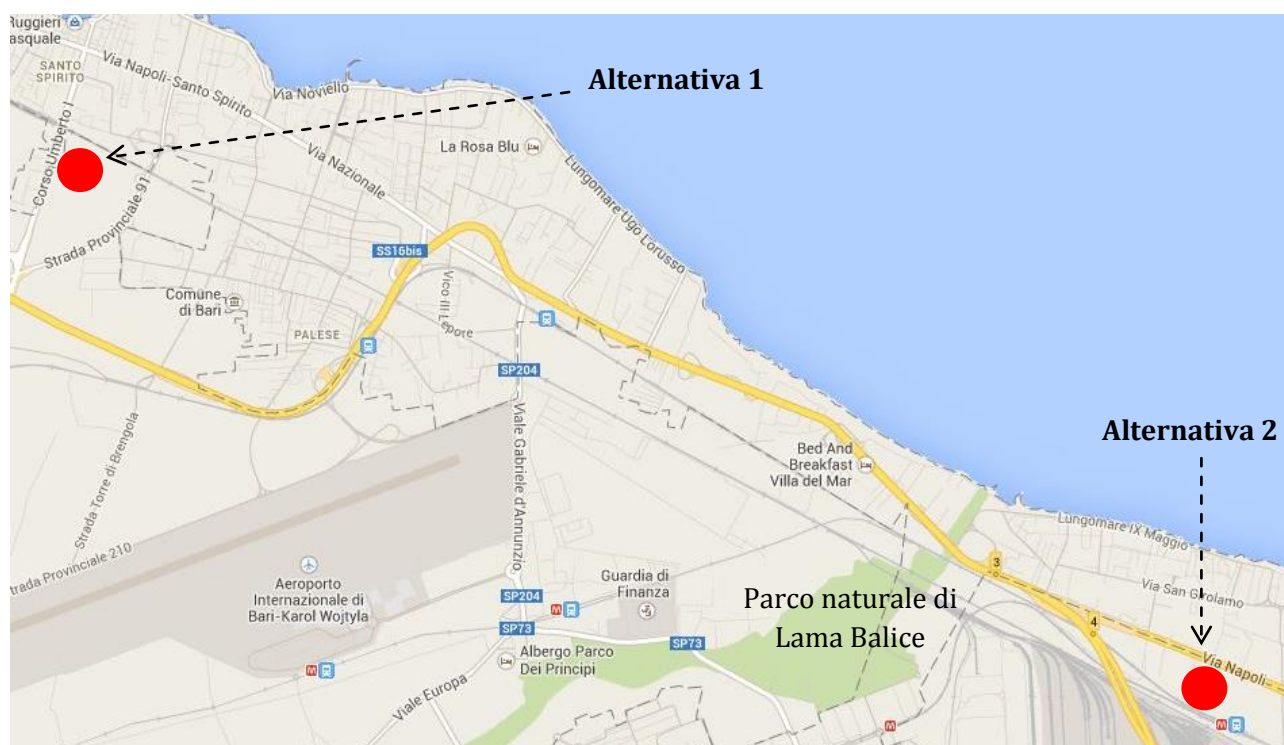 Ruggieri
asquale
SANTO
SPIRITO
Via Napoli-Santo Spirito
Via Noviello
Alternativa 1
La Rosa Blu
Corso Umberto I
Via Nazionale
Lungomare Ugo Lorusso
Strada Provinciale 91
SS16bis
Comune
di Bari
Vico III Lepore
PALESE
SP204
Viale Gabriele d'Annunzio
Strada Torre di Brengola
Alternativa 2
Bed And
Breakfast
Villa del Mar
Lungomare IX Maggio
trada Provinciale 210
3
Aeroporto
Internazionale di
Bari-Karol Wojtyla
Guardia di
Finanza
Via San Girolamo
SP204
M
Parco naturale di
Lama Balice
4
SP73
SP73
Albergo Parco
Dei Principi
Via Napoli
M
Viale Europa
M
M